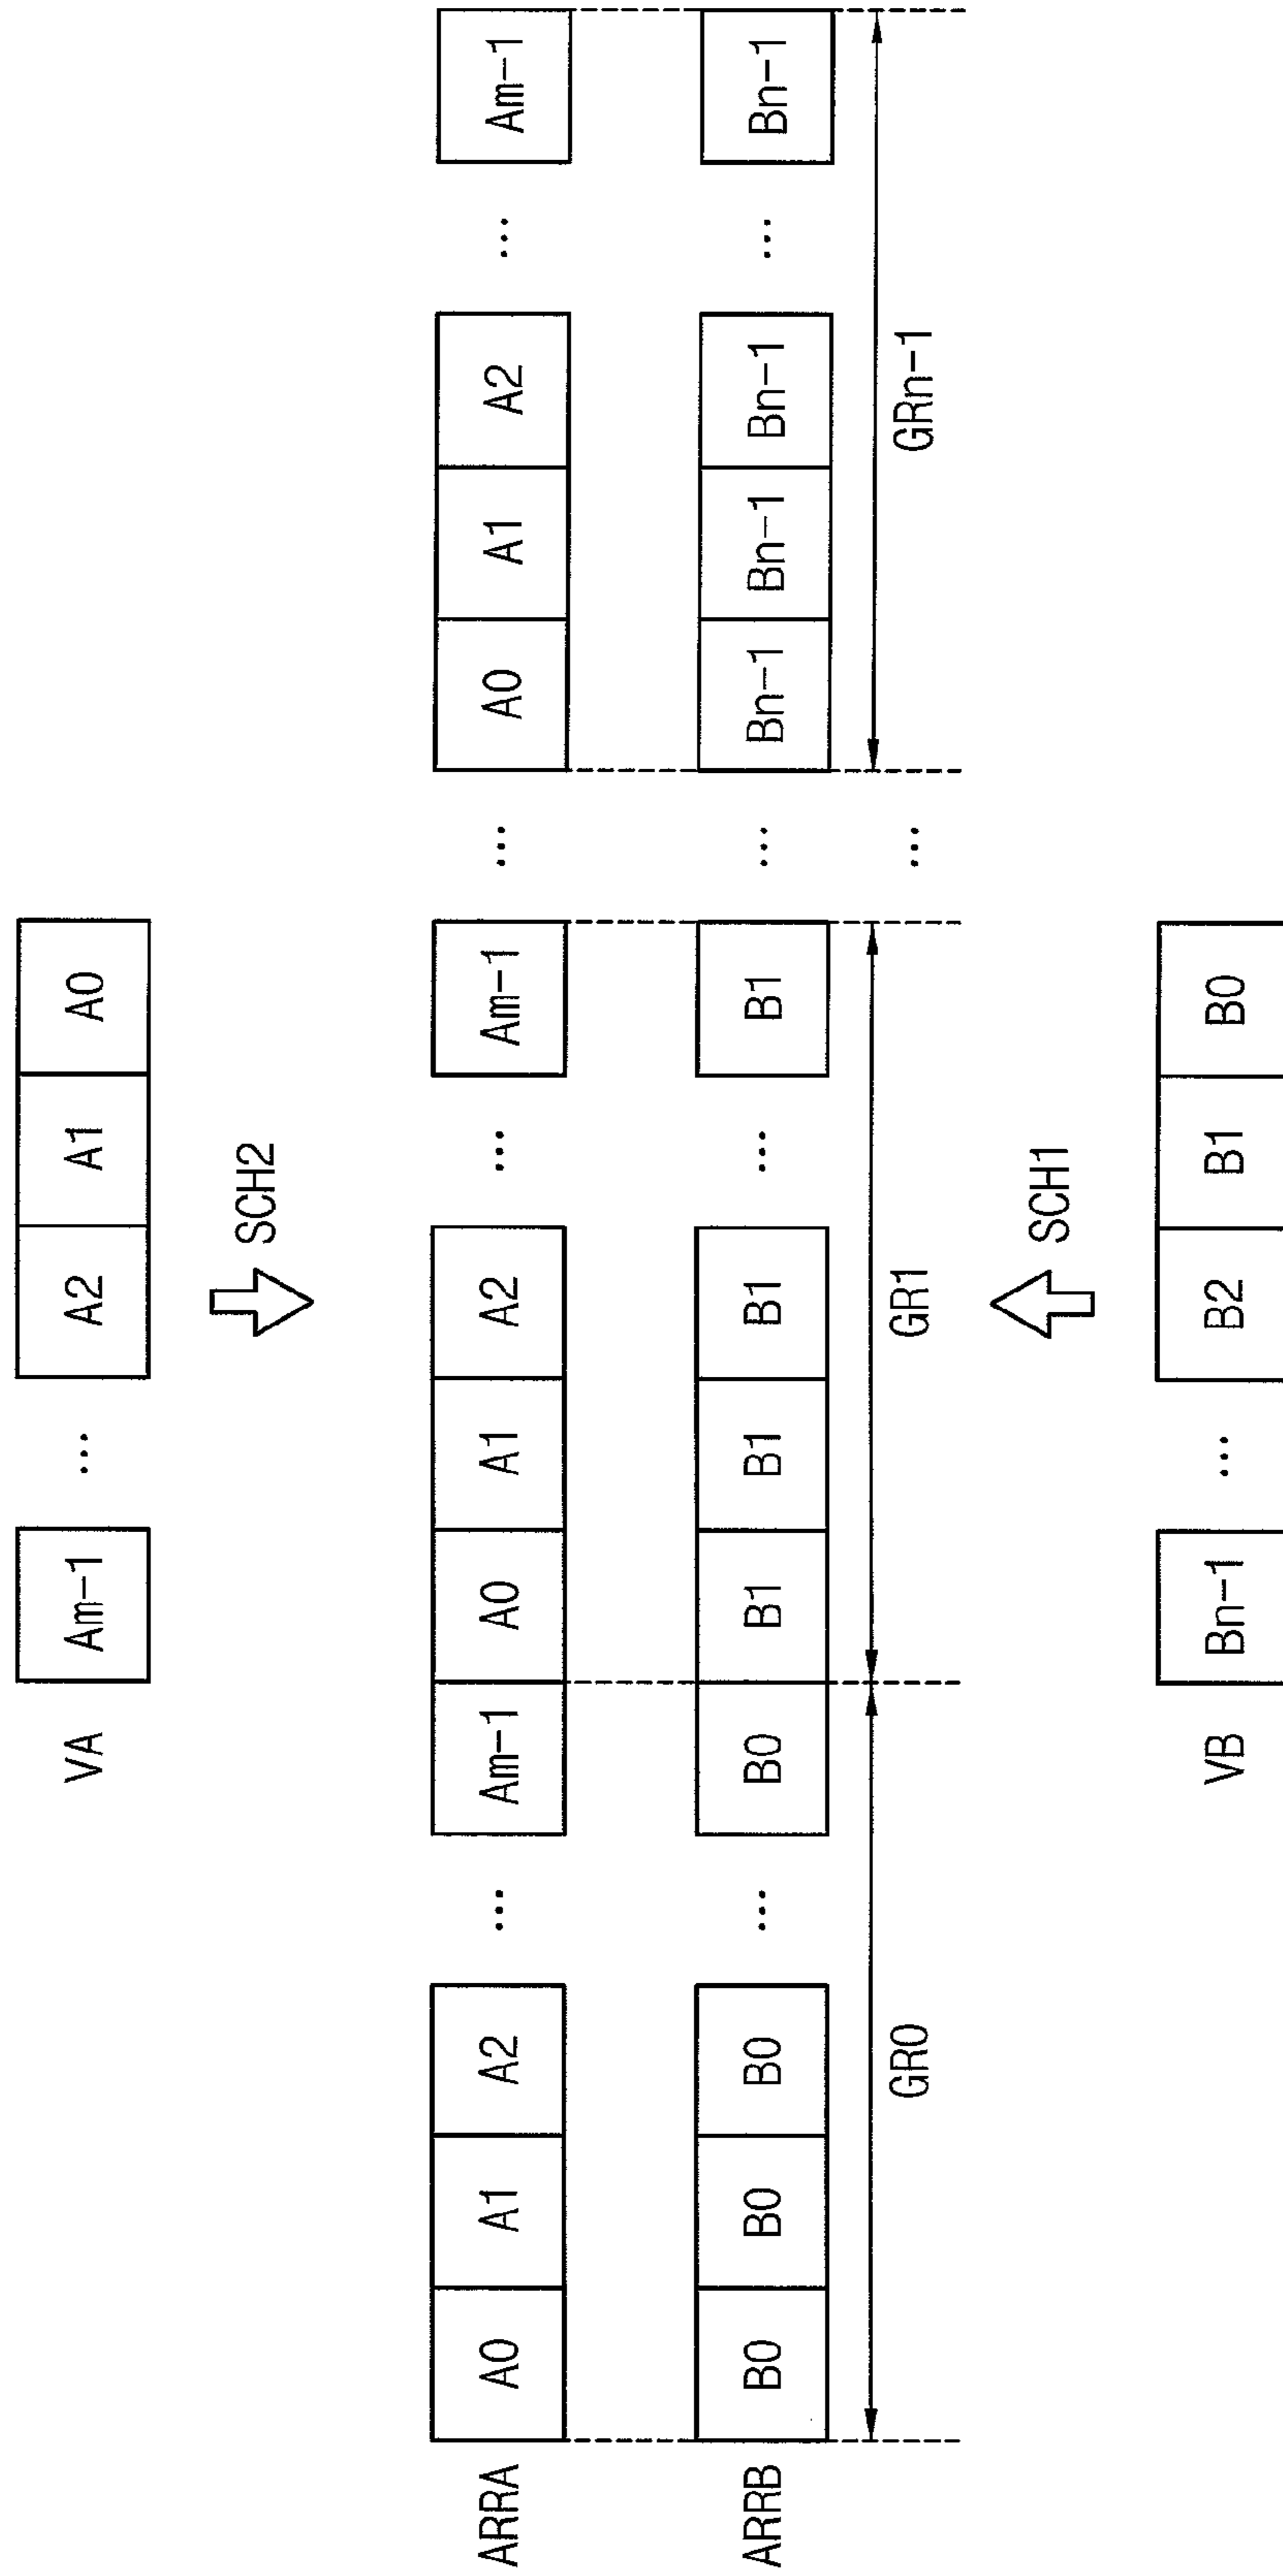 VA Am-1 ... A2 A1 A0
SCH2
ARRA A0 A1 A2 ... Am-1 A0 A1 A2 ... Am-1 ... A0 A1 A2 ... Am-1
ARRB B0 B0 B0 ... B0 B1 B1 B1 ... B1 ... Bn-1 Bn-1 Bn-1 ... Bn-1
GR0 GR1 ... GRn-1
SCH1
VB Bn-1 ... B2 B1 B0